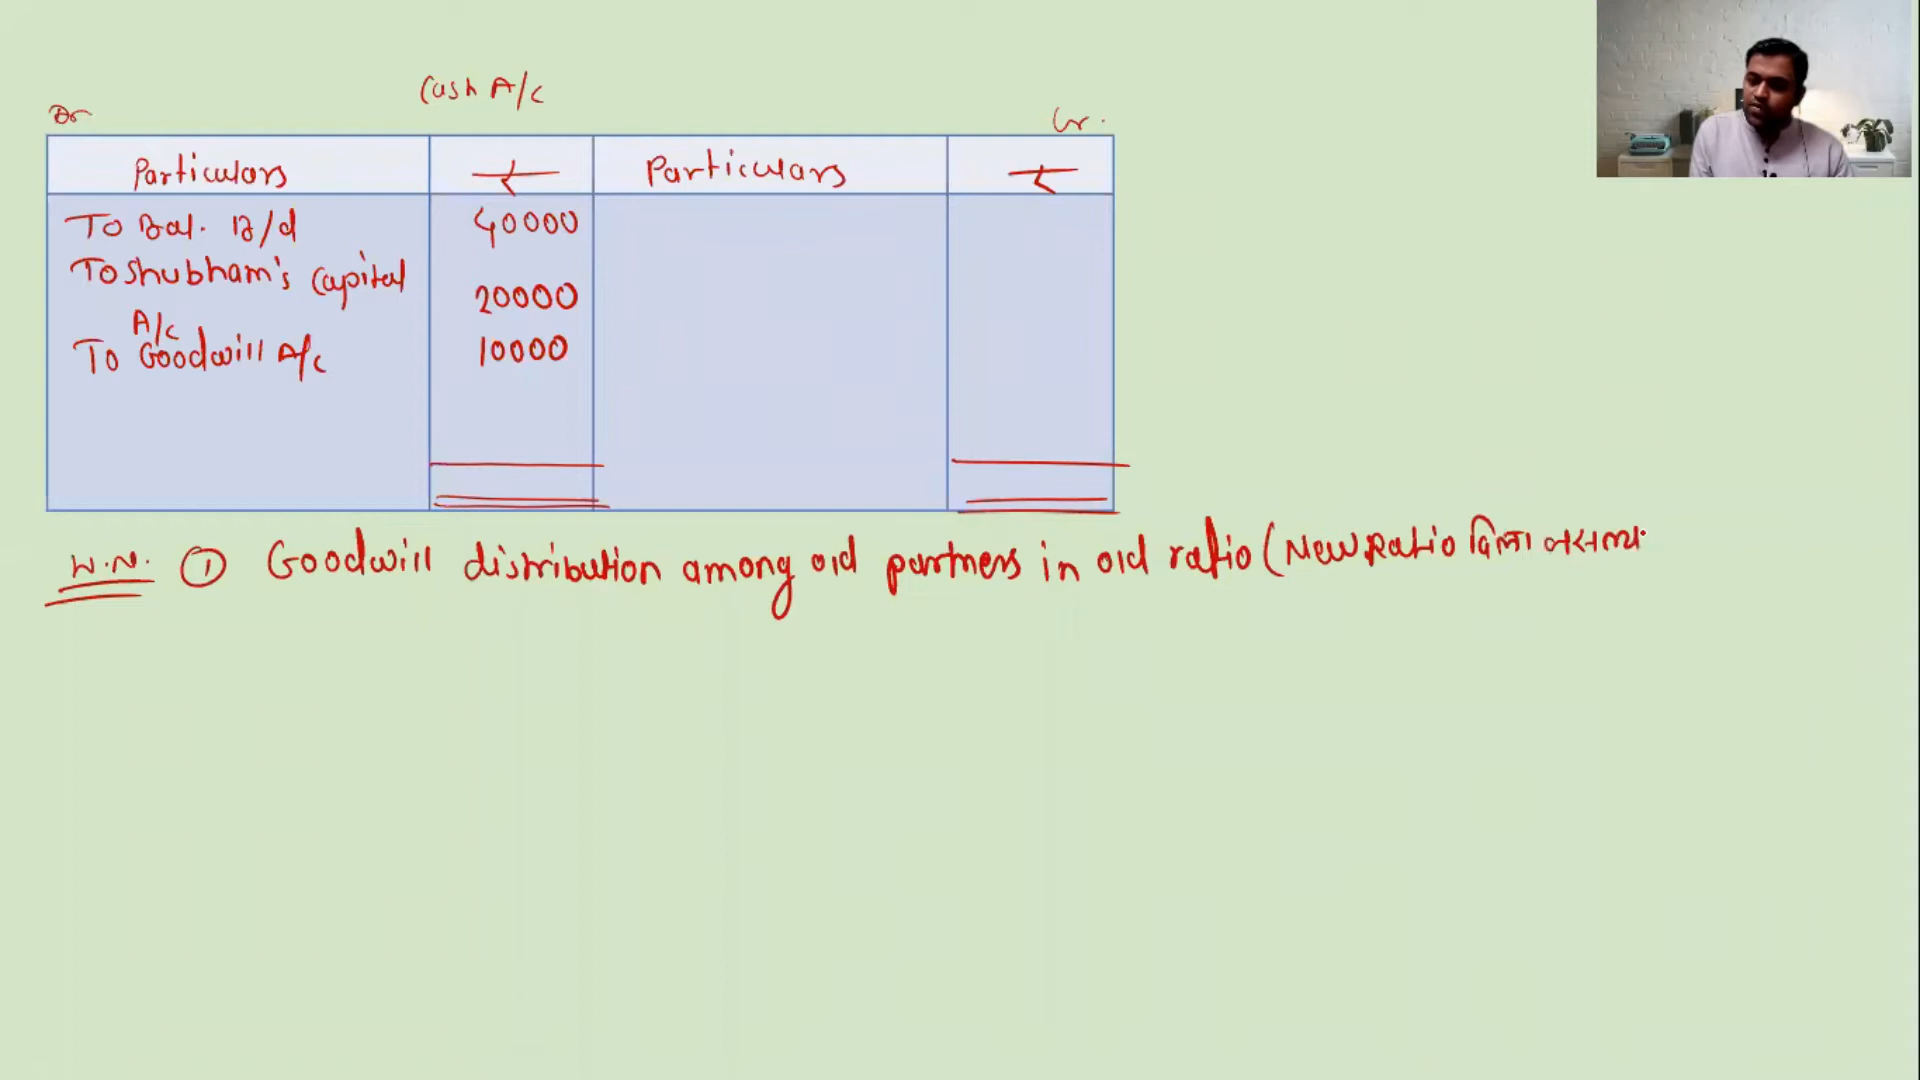 Cash A/c
Dr Cr.
Particulars ₹ Particulars ₹
To Bal. B/d 40000
To Shubham's Capital
A/c 20000
To Goodwill A/c 10000
W.N. ① Goodwill distribution among old partners in old ratio (New Ratio दिला नसल्यास